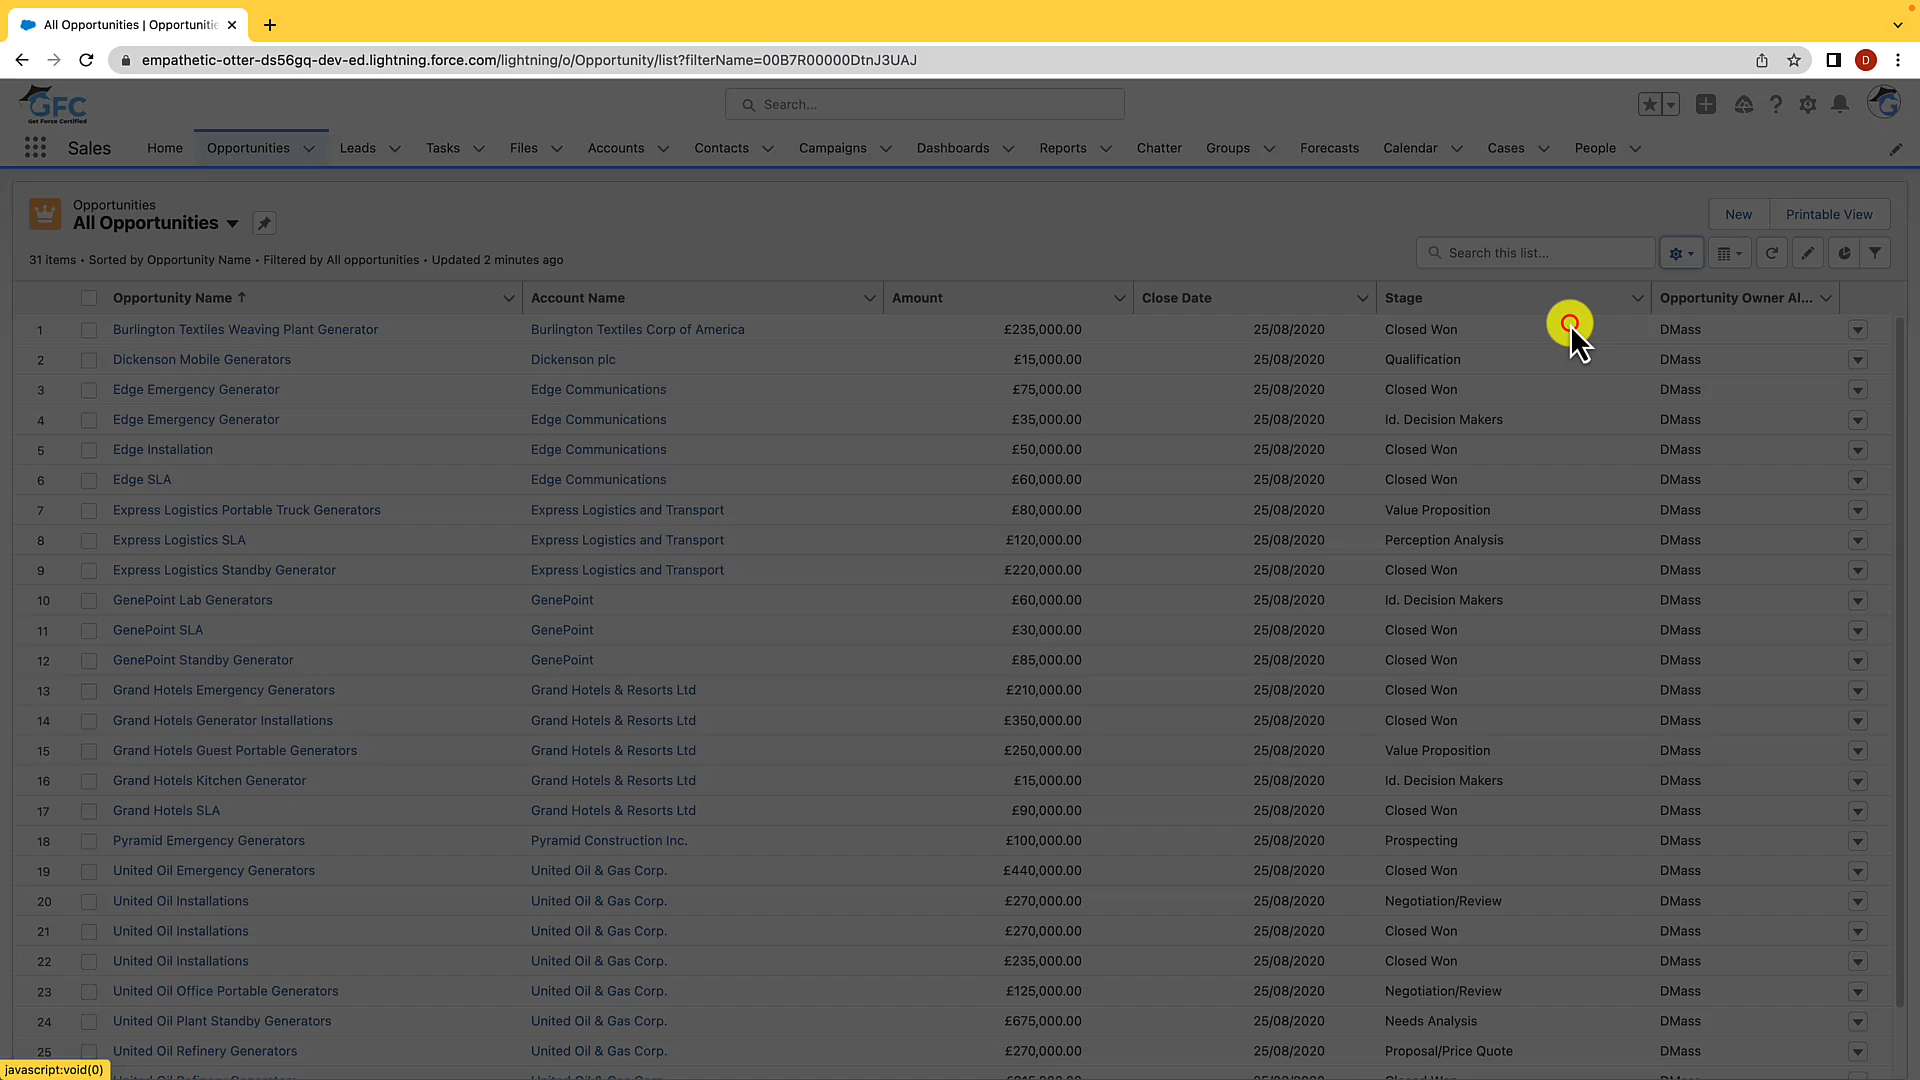 All Opportunities | Opportunitie
empathetic-otter-ds56gq-dev-ed.lightning.force.com/lightning/o/Opportunity/list?filterName=00B7R00000DtnJ3UAJ
D
GFC
Get Force Certified
Search...
Sales Home Opportunities Leads Tasks Files Accounts Contacts Campaigns Dashboards Reports Chatter Groups Forecasts Calendar Cases People
Opportunities
All Opportunities
New Printable View
31 items • Sorted by Opportunity Name • Filtered by All opportunities • Updated 2 minutes ago
Search this list...
Opportunity Name ↑ Account Name Amount Close Date Stage Opportunity Owner Al...
1 Burlington Textiles Weaving Plant Generator Burlington Textiles Corp of America £235,000.00 25/08/2020 Closed Won DMass
2 Dickenson Mobile Generators Dickenson plc £15,000.00 25/08/2020 Qualification DMass
3 Edge Emergency Generator Edge Communications £75,000.00 25/08/2020 Closed Won DMass
4 Edge Emergency Generator Edge Communications £35,000.00 25/08/2020 Id. Decision Makers DMass
5 Edge Installation Edge Communications £50,000.00 25/08/2020 Closed Won DMass
6 Edge SLA Edge Communications £60,000.00 25/08/2020 Closed Won DMass
7 Express Logistics Portable Truck Generators Express Logistics and Transport £80,000.00 25/08/2020 Value Proposition DMass
8 Express Logistics SLA Express Logistics and Transport £120,000.00 25/08/2020 Perception Analysis DMass
9 Express Logistics Standby Generator Express Logistics and Transport £220,000.00 25/08/2020 Closed Won DMass
10 GenePoint Lab Generators GenePoint £60,000.00 25/08/2020 Id. Decision Makers DMass
11 GenePoint SLA GenePoint £30,000.00 25/08/2020 Closed Won DMass
12 GenePoint Standby Generator GenePoint £85,000.00 25/08/2020 Closed Won DMass
13 Grand Hotels Emergency Generators Grand Hotels & Resorts Ltd £210,000.00 25/08/2020 Closed Won DMass
14 Grand Hotels Generator Installations Grand Hotels & Resorts Ltd £350,000.00 25/08/2020 Closed Won DMass
15 Grand Hotels Guest Portable Generators Grand Hotels & Resorts Ltd £250,000.00 25/08/2020 Value Proposition DMass
16 Grand Hotels Kitchen Generator Grand Hotels & Resorts Ltd £15,000.00 25/08/2020 Id. Decision Makers DMass
17 Grand Hotels SLA Grand Hotels & Resorts Ltd £90,000.00 25/08/2020 Closed Won DMass
18 Pyramid Emergency Generators Pyramid Construction Inc. £100,000.00 25/08/2020 Prospecting DMass
19 United Oil Emergency Generators United Oil & Gas Corp. £440,000.00 25/08/2020 Closed Won DMass
20 United Oil Installations United Oil & Gas Corp. £270,000.00 25/08/2020 Negotiation/Review DMass
21 United Oil Installations United Oil & Gas Corp. £270,000.00 25/08/2020 Closed Won DMass
22 United Oil Installations United Oil & Gas Corp. £235,000.00 25/08/2020 Closed Won DMass
23 United Oil Office Portable Generators United Oil & Gas Corp. £125,000.00 25/08/2020 Negotiation/Review DMass
24 United Oil Plant Standby Generators United Oil & Gas Corp. £675,000.00 25/08/2020 Needs Analysis DMass
25 United Oil Refinery Generators United Oil & Gas Corp. £270,000.00 25/08/2020 Proposal/Price Quote DMass
javascript:void(0)